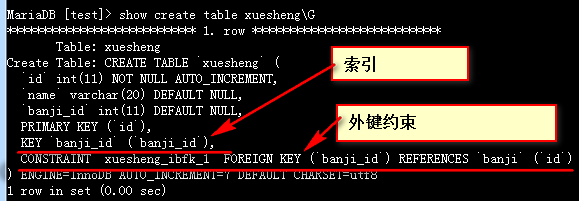 MariaDB [test]> show create table xuesheng\G
*************************** 1. row ***************************
Table: xuesheng
Create Table: CREATE TABLE `xuesheng` (
`id` int(11) NOT NULL AUTO_INCREMENT,
`name` varchar(20) DEFAULT NULL,
`banji_id` int(11) DEFAULT NULL,
PRIMARY KEY (`id`),
KEY `banji_id` (`banji_id`),
CONSTRAINT `xuesheng_ibfk_1` FOREIGN KEY (`banji_id`) REFERENCES `banji` (`id`)
) ENGINE=InnoDB AUTO_INCREMENT=7 DEFAULT CHARSET=utf8
1 row in set (0.00 sec)
索引
外键约束